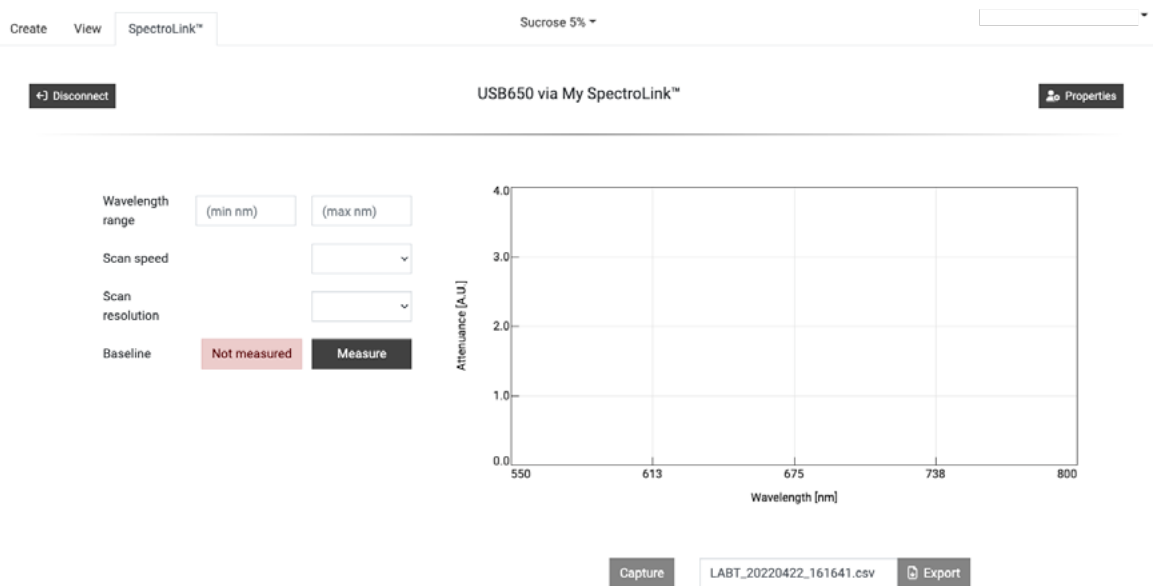 Create View SpectroLink™ Sucrose 5%
Disconnect USB650 via My SpectroLink™ Properties
Wavelength
range (min nm) (max nm)
Scan speed
Scan
resolution
Baseline Not measured Measure
Attenuance [A.U.]
4.0
3.0
2.0
1.0
0.0
550 613 675 738 800
Wavelength [nm]
Capture LABT_20220422_161641.csv Export